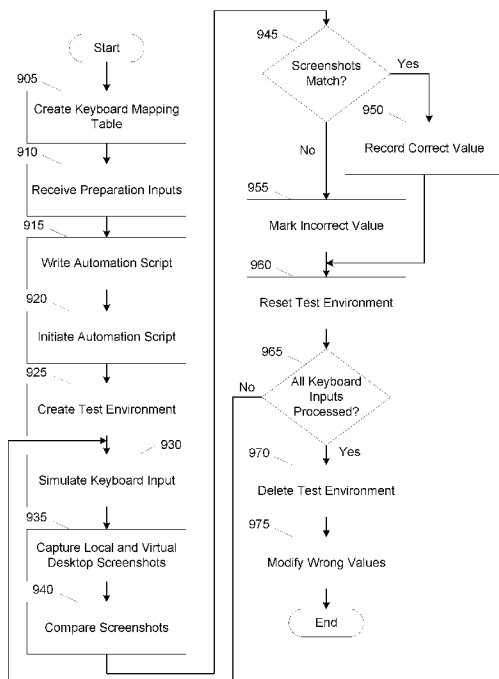 Start
905
Create Keyboard Mapping
Table
910
Receive Preparation Inputs
915
Write Automation Script
920
Initiate Automation Script
925
Create Test Environment
930
Simulate Keyboard Input
935
Capture Local and Virtual
Desktop Screenshots
940
Compare Screenshots
945
Screenshots
Match?
Yes
950
Record Correct Value
No
955
Mark Incorrect Value
960
Reset Test Environment
965
No
All Keyboard
Inputs
Processed?
Yes
970
Delete Test Environment
975
Modify Wrong Values
End